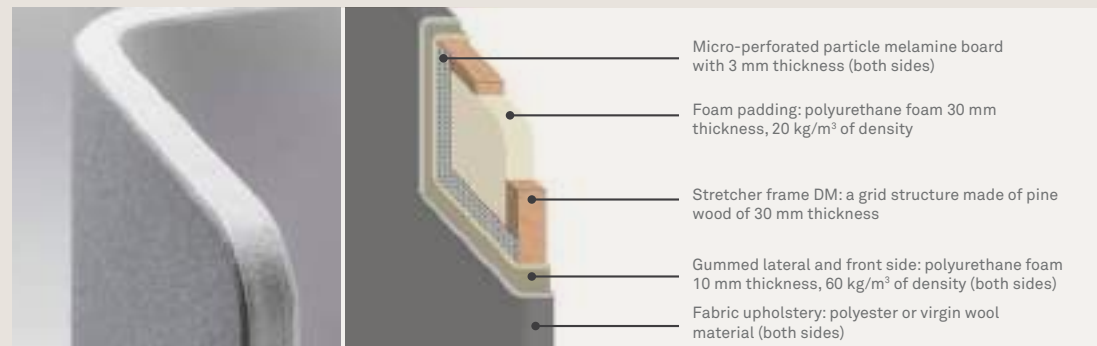 Micro-perforated particle melamine board
with 3 mm thickness (both sides)
Foam padding: polyurethane foam 30 mm
thickness, 20 kg/m³ of density
Stretcher frame DM: a grid structure made of pine
wood of 30 mm thickness
Gummed lateral and front side: polyurethane foam
10 mm thickness, 60 kg/m³ of density (both sides)
Fabric upholstery: polyester or virgin wool
material (both sides)